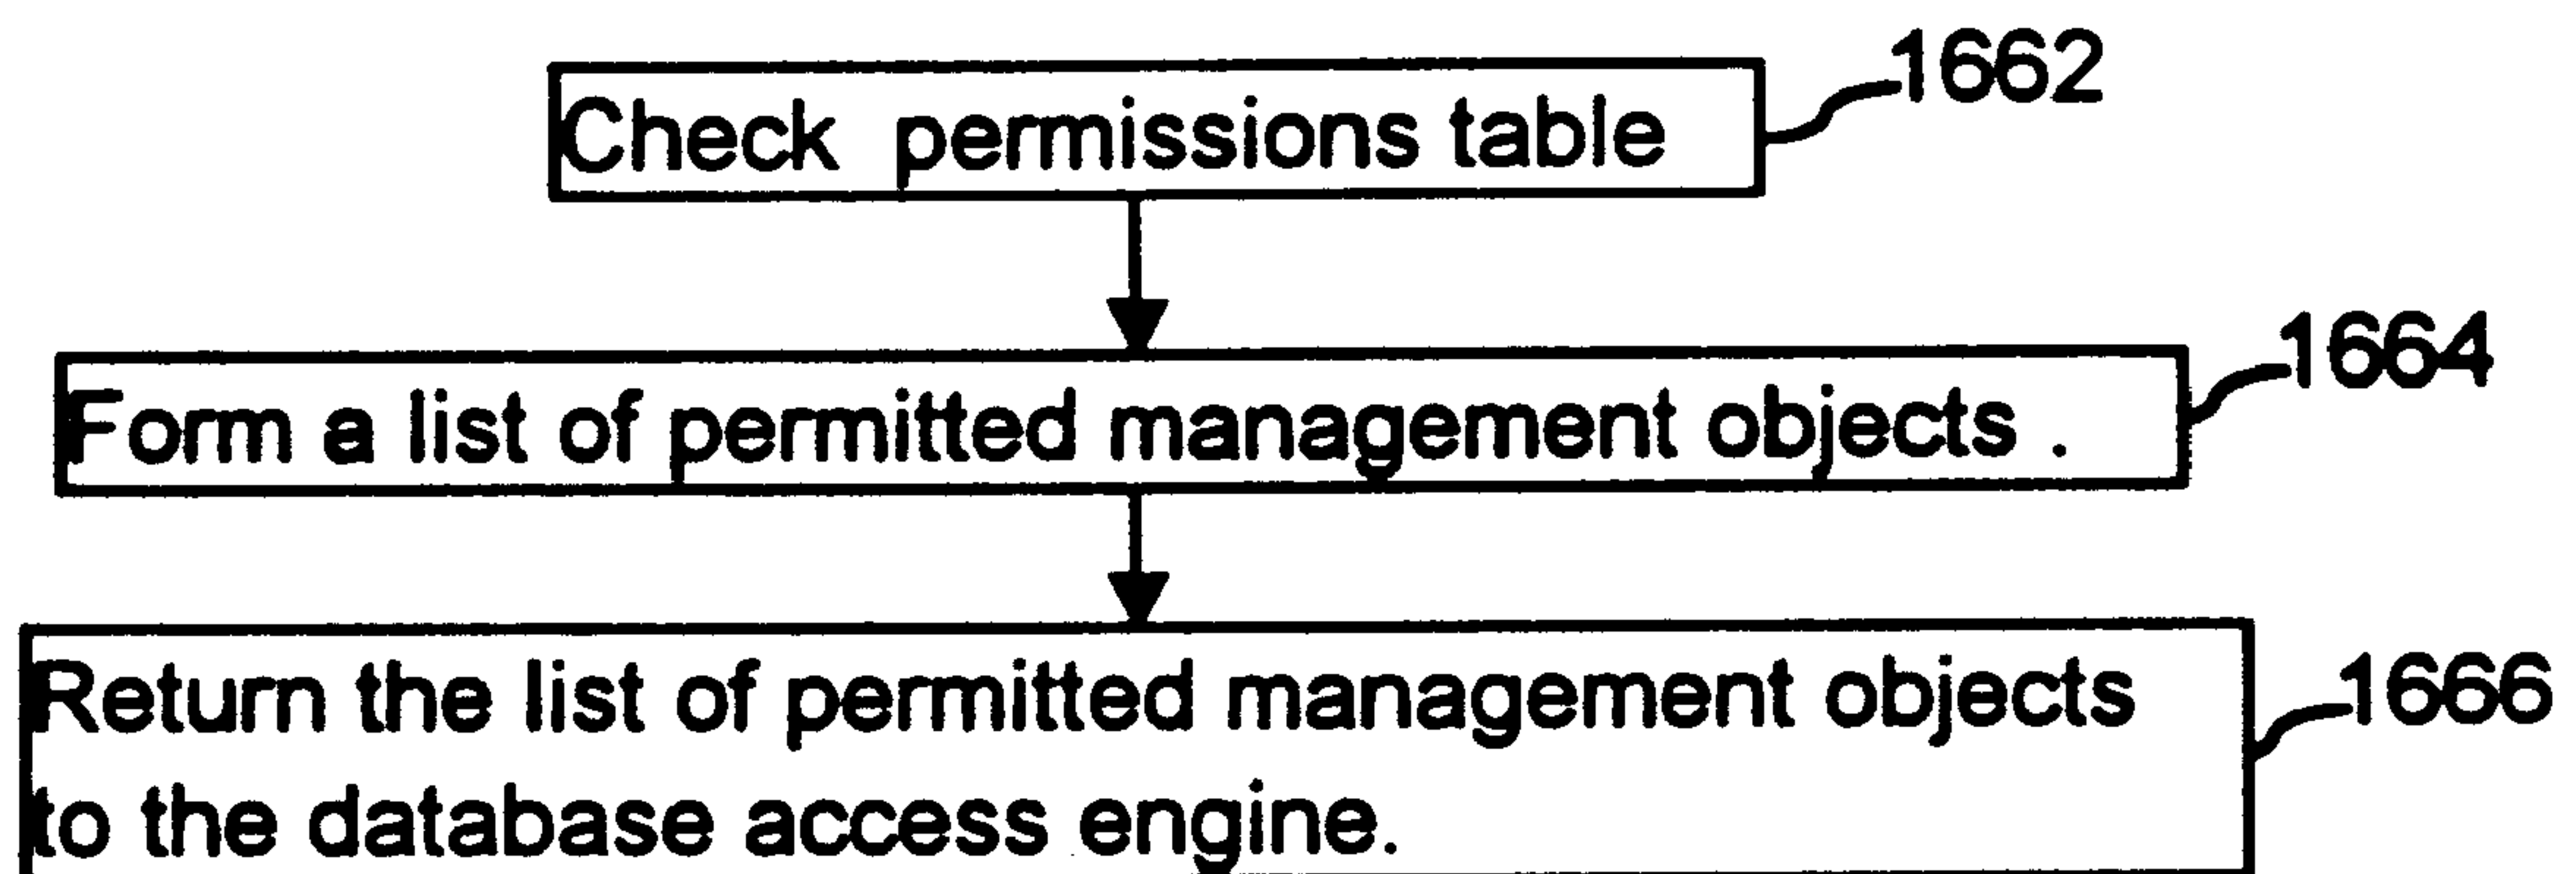 1662
Check permissions table
1664
Form a list of permitted management objects .
Return the list of permitted management objects
1666
to the database access engine.